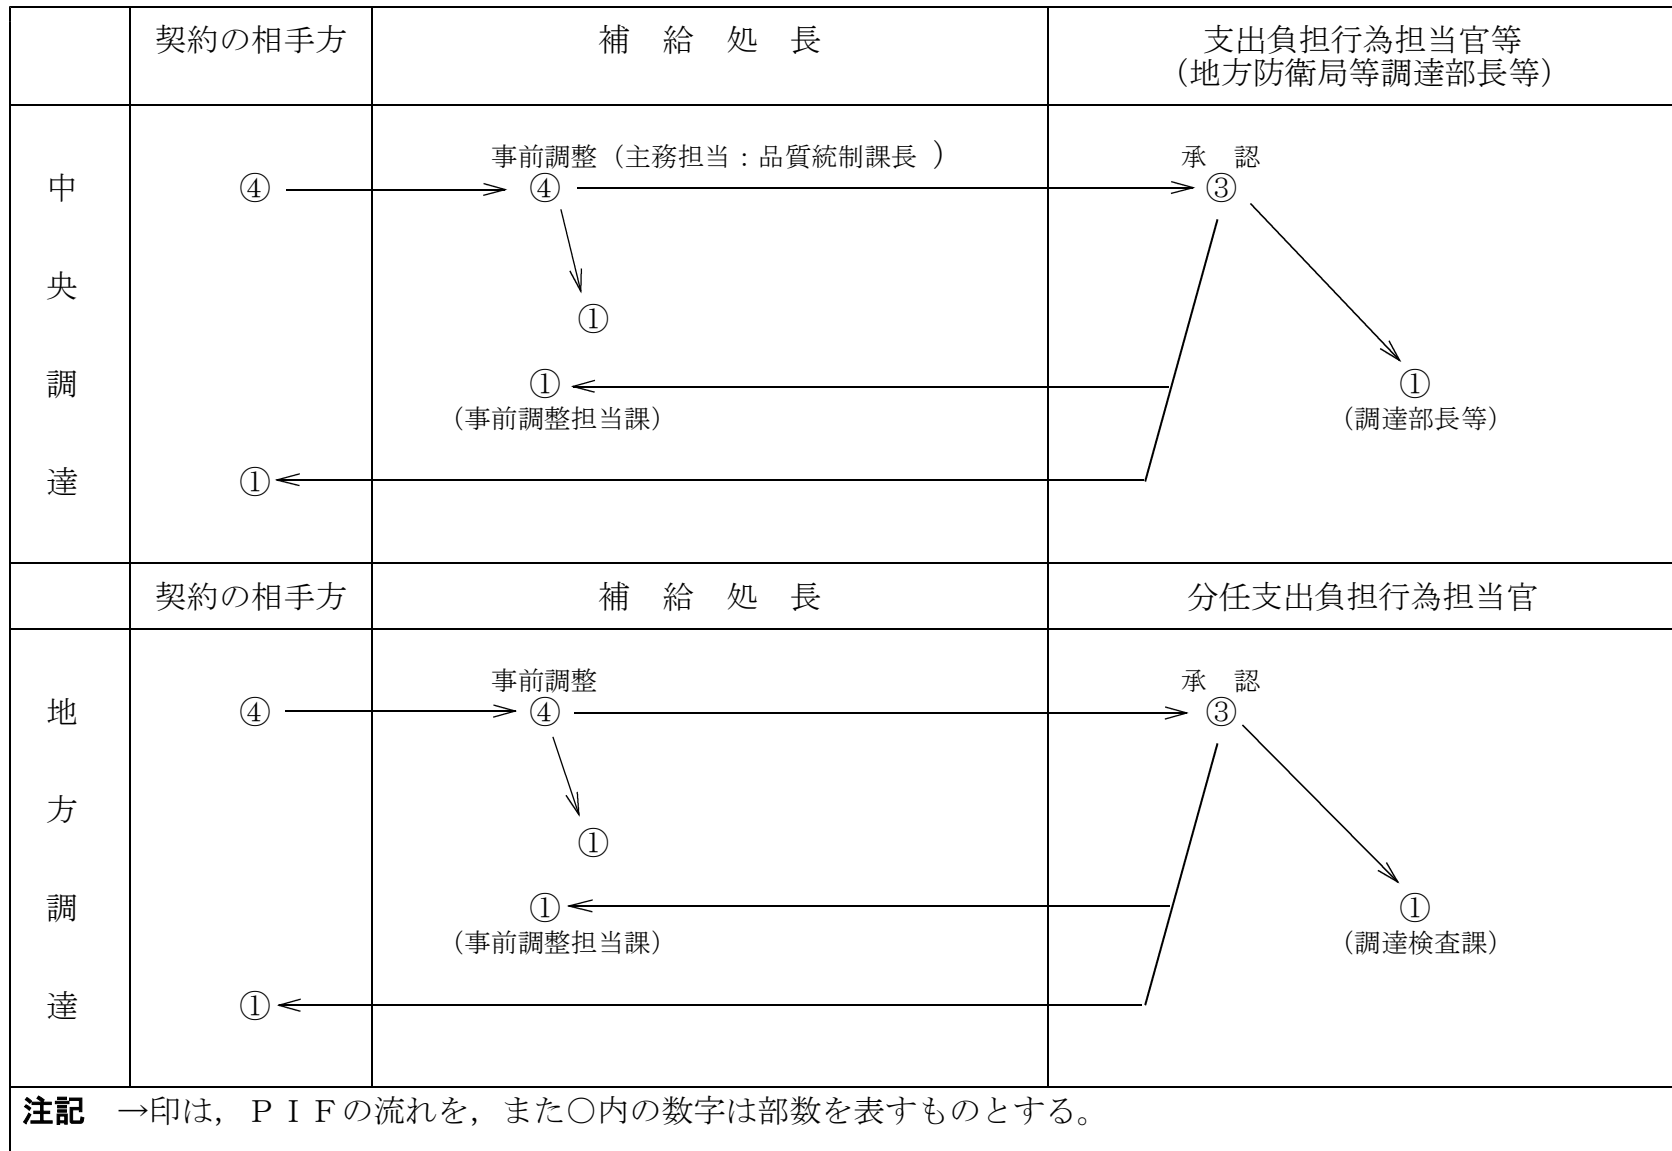 契約の相手方
補　給　処　長
支出負担行為担当官等
（地方防衛局等調達部長等）
中
央
調
達
事前調整（主務担当：品質統制課長 ）
承　認
④
④
③
①
①
①
（事前調整担当課）
（調達部長等）
①
契約の相手方
補　給　処　長
分任支出負担行為担当官
地
方
調
達
事前調整
承　認
④
④
③
①
①
①
（事前調整担当課）
（調達検査課）
①
注記　→印は，ＰＩＦの流れを，また○内の数字は部数を表すものとする。